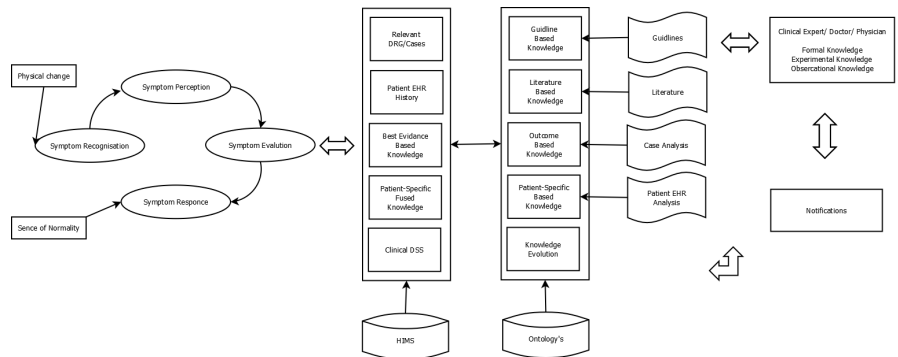 Physical change
Symptom Perception
Symptom Recognisation
Symptom Evalution
Symptom Responce
Sence of Normality
Relevant
DRG/Cases
Patient EHR
History
Best Evidance
Based
Knowledge
Patient-Specific
Fused
Knowledge
Clinical DSS
HIMS
Guidline
Based
Knowledge
Literature
Based
Knowledge
Outcome
Based
Knowledge
Patient-Specific
Based
Knowledge
Knowledge
Evolution
Ontology's
Guidlines
Literature
Case Analysis
Patient EHR
Analysis
Clinical Expert/ Doctor/ Physician
Formal Knowledge
Experimental Knowledge
Obsercational Knowledge
Notifications